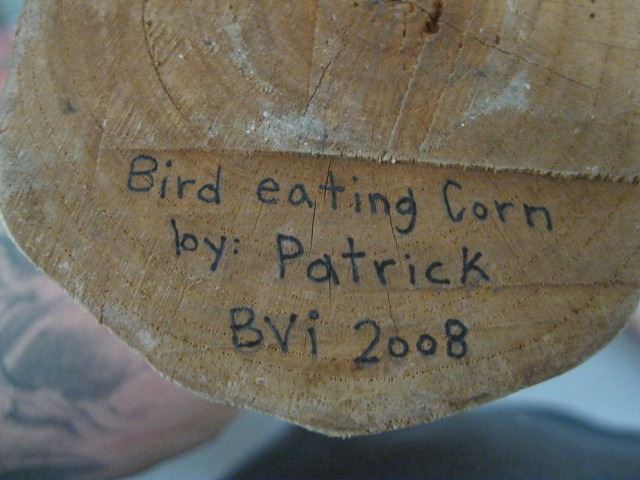 Bird eating Corn
by: Patrick
BVi 2008